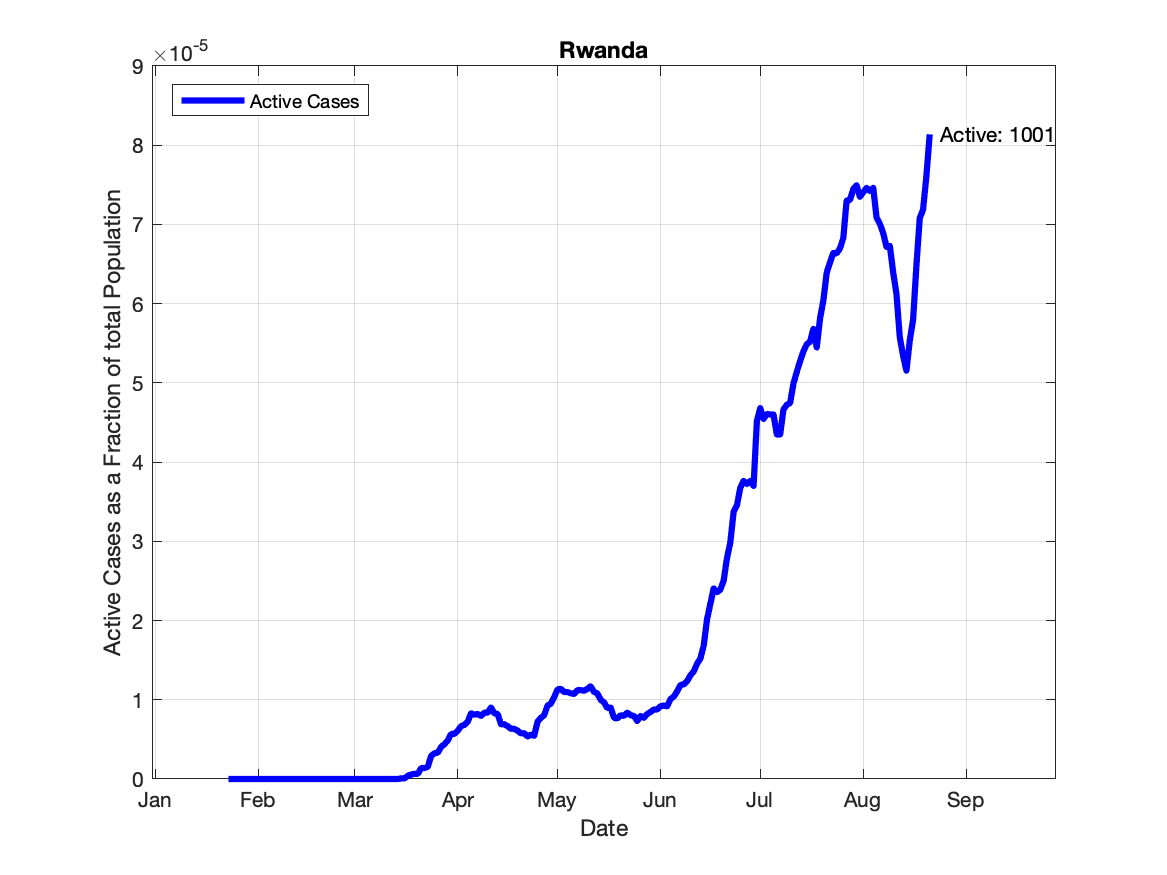 Rwanda
×10-5
Active Cases
Active: 1001
9
8
7
6
5
4
3
2
1
0
Active Cases as a Fraction of total Population
Jan Feb Mar Apr May Jun Jul Aug Sep
Date